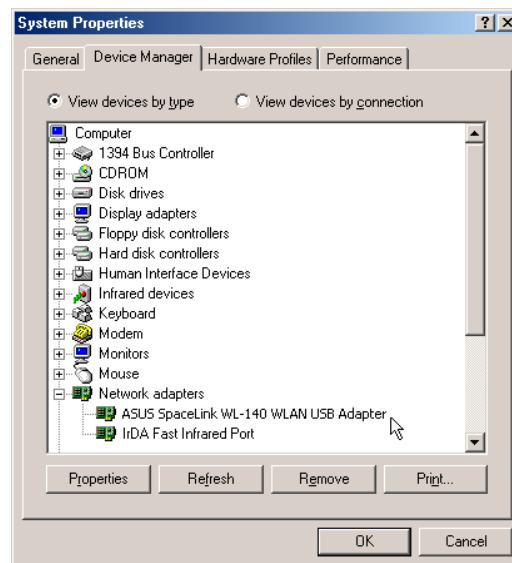 System Properties
General Device Manager Hardware Profiles Performance
View devices by type View devices by connection
Computer
1394 Bus Controller
CDROM
Disk drives
Display adapters
Floppy disk controllers
Hard disk controllers
Human Interface Devices
Infrared devices
Keyboard
Modem
Monitors
Mouse
Network adapters
ASUS SpaceLink WL-140 WLAN USB Adapter
IrDA Fast Infrared Port
Properties Refresh Remove Print...
OK Cancel